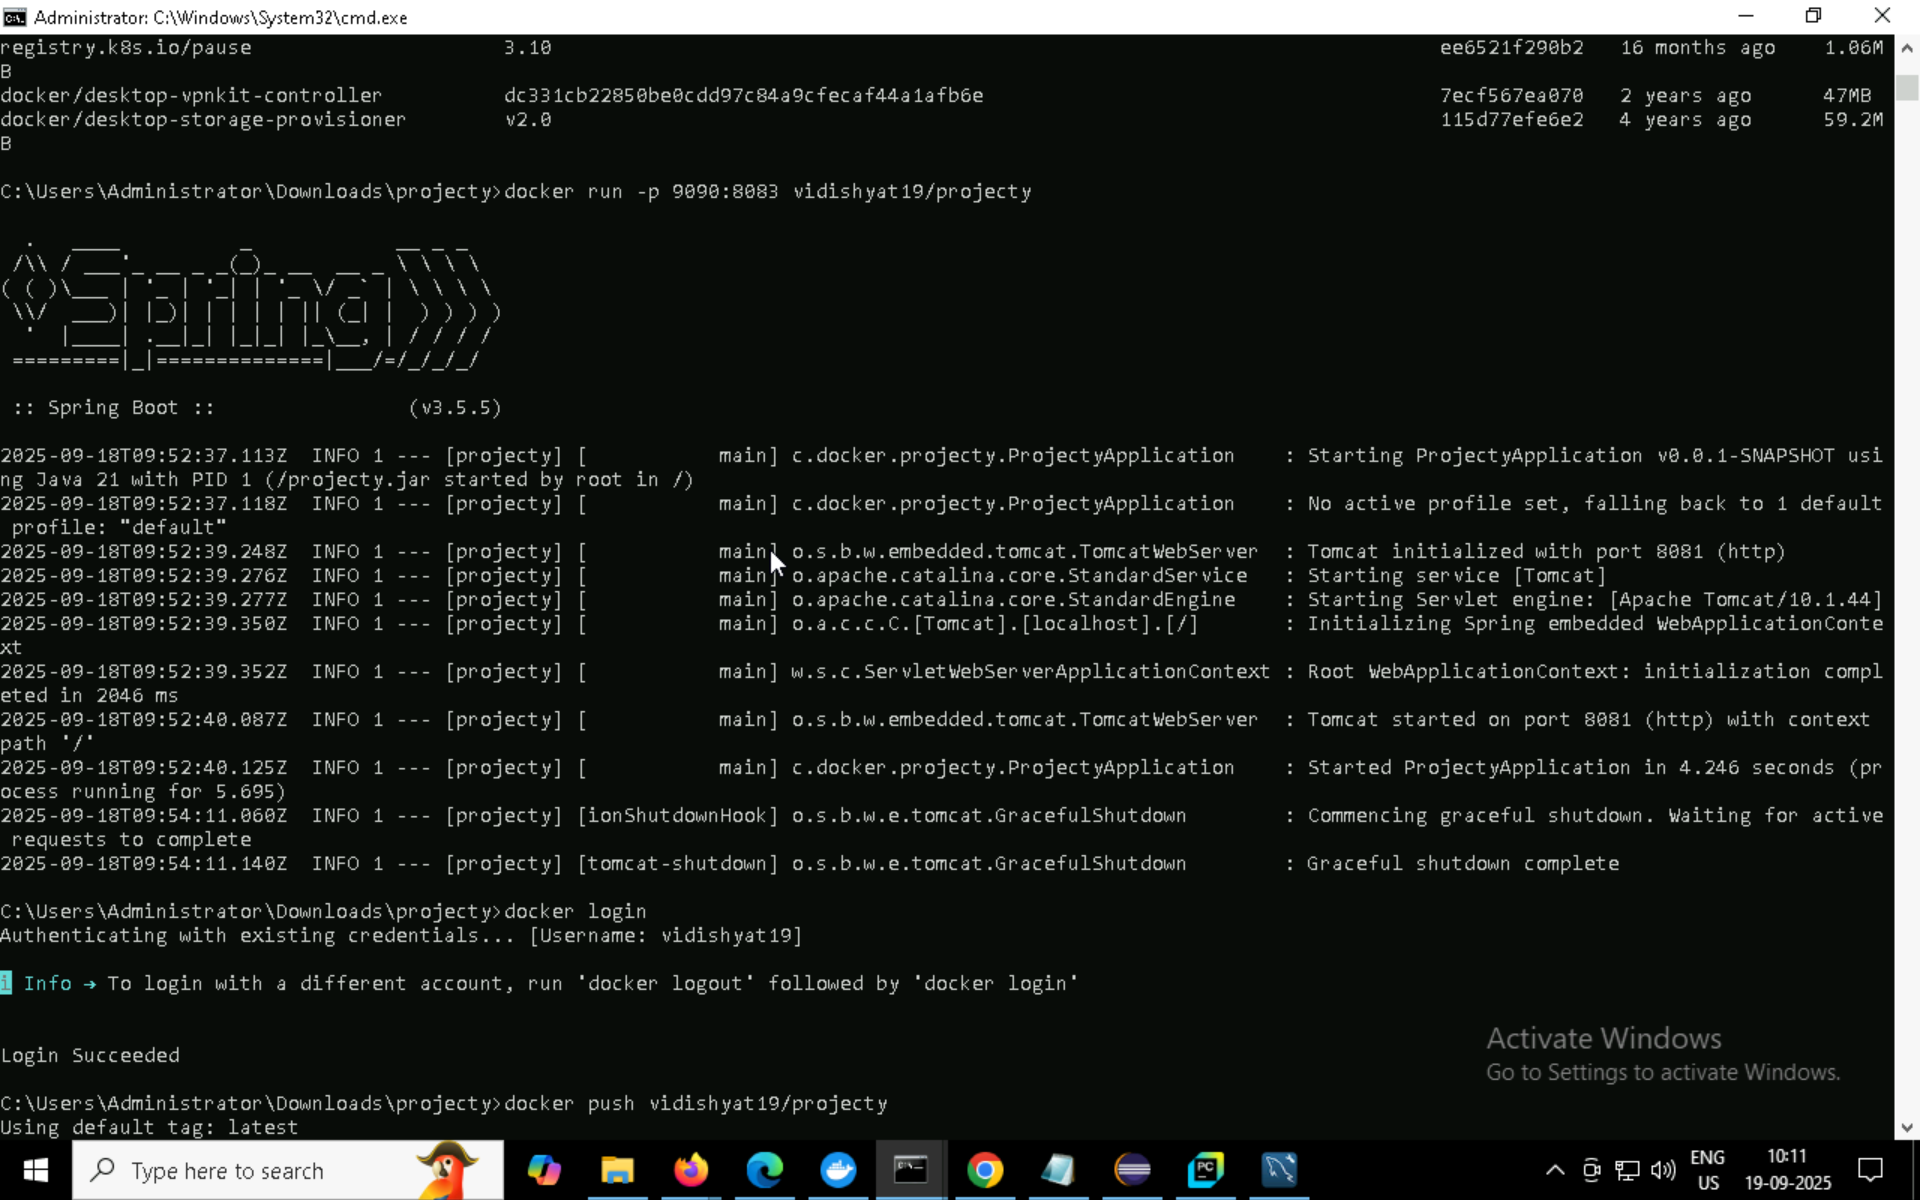 Administrator: C:\Windows\System32\cmd.exe
registry.k8s.io/pause 3.10 ee6521f290b2 16 months ago 1.06M
B
docker/desktop-vpnkit-controller dc331cb22850be0cdd97c84a9cfecaf44a1afb6e 7ecf567ea070 2 years ago 47MB
docker/desktop-storage-provisioner v2.0 115d77efe6e2 4 years ago 59.2M
B
C:\Users\Administrator\Downloads\projecty>docker run -p 9090:8083 vidishyat19/projecty
Spring
:: Spring Boot :: (v3.5.5)
2025-09-18T09:52:37.113Z INFO 1 --- [projecty] [ main] c.docker.projecty.ProjectyApplication : Starting ProjectyApplication v0.0.1-SNAPSHOT usi
ng Java 21 with PID 1 (/projecty.jar started by root in /)
2025-09-18T09:52:37.118Z INFO 1 --- [projecty] [ main] c.docker.projecty.ProjectyApplication : No active profile set, falling back to 1 default
profile: "default"
2025-09-18T09:52:39.248Z INFO 1 --- [projecty] [ main] o.s.b.w.embedded.tomcat.TomcatWebServer : Tomcat initialized with port 8081 (http)
2025-09-18T09:52:39.276Z INFO 1 --- [projecty] [ main] o.apache.catalina.core.StandardService : Starting service [Tomcat]
2025-09-18T09:52:39.277Z INFO 1 --- [projecty] [ main] o.apache.catalina.core.StandardEngine : Starting Servlet engine: [Apache Tomcat/10.1.44]
2025-09-18T09:52:39.350Z INFO 1 --- [projecty] [ main] o.a.c.c.C.[Tomcat].[localhost].[/] : Initializing Spring embedded WebApplicationConte
xt
2025-09-18T09:52:39.352Z INFO 1 --- [projecty] [ main] w.s.c.ServletWebServerApplicationContext : Root WebApplicationContext: initialization compl
eted in 2046 ms
2025-09-18T09:52:40.087Z INFO 1 --- [projecty] [ main] o.s.b.w.embedded.tomcat.TomcatWebServer : Tomcat started on port 8081 (http) with context
path '/'
2025-09-18T09:52:40.125Z INFO 1 --- [projecty] [ main] c.docker.projecty.ProjectyApplication : Started ProjectyApplication in 4.246 seconds (pr
ocess running for 5.695)
2025-09-18T09:54:11.060Z INFO 1 --- [projecty] [ionShutdownHook] o.s.b.w.e.tomcat.GracefulShutdown : Commencing graceful shutdown. Waiting for active
requests to complete
2025-09-18T09:54:11.140Z INFO 1 --- [projecty] [tomcat-shutdown] o.s.b.w.e.tomcat.GracefulShutdown : Graceful shutdown complete
C:\Users\Administrator\Downloads\projecty>docker login
Authenticating with existing credentials... [Username: vidishyat19]
i Info → To login with a different account, run 'docker logout' followed by 'docker login'
Login Succeeded
Activate Windows
Go to Settings to activate Windows.
C:\Users\Administrator\Downloads\projecty>docker push vidishyat19/projecty
Using default tag: latest
Type here to search
PC
ENG
US
10:11
19-09-2025